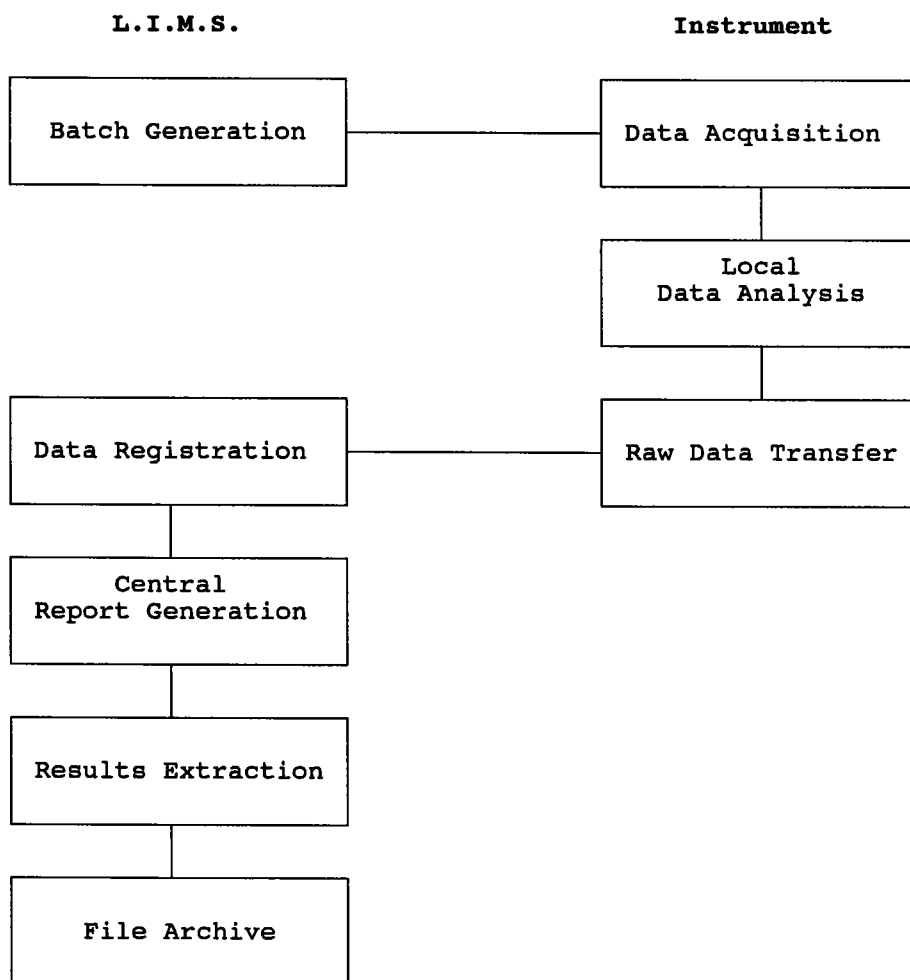 L.I.M.S.
Instrument
Batch Generation
Data Acquisition
Local
Data Analysis
Data Registration
Raw Data Transfer
Central
Report Generation
Results Extraction
File Archive